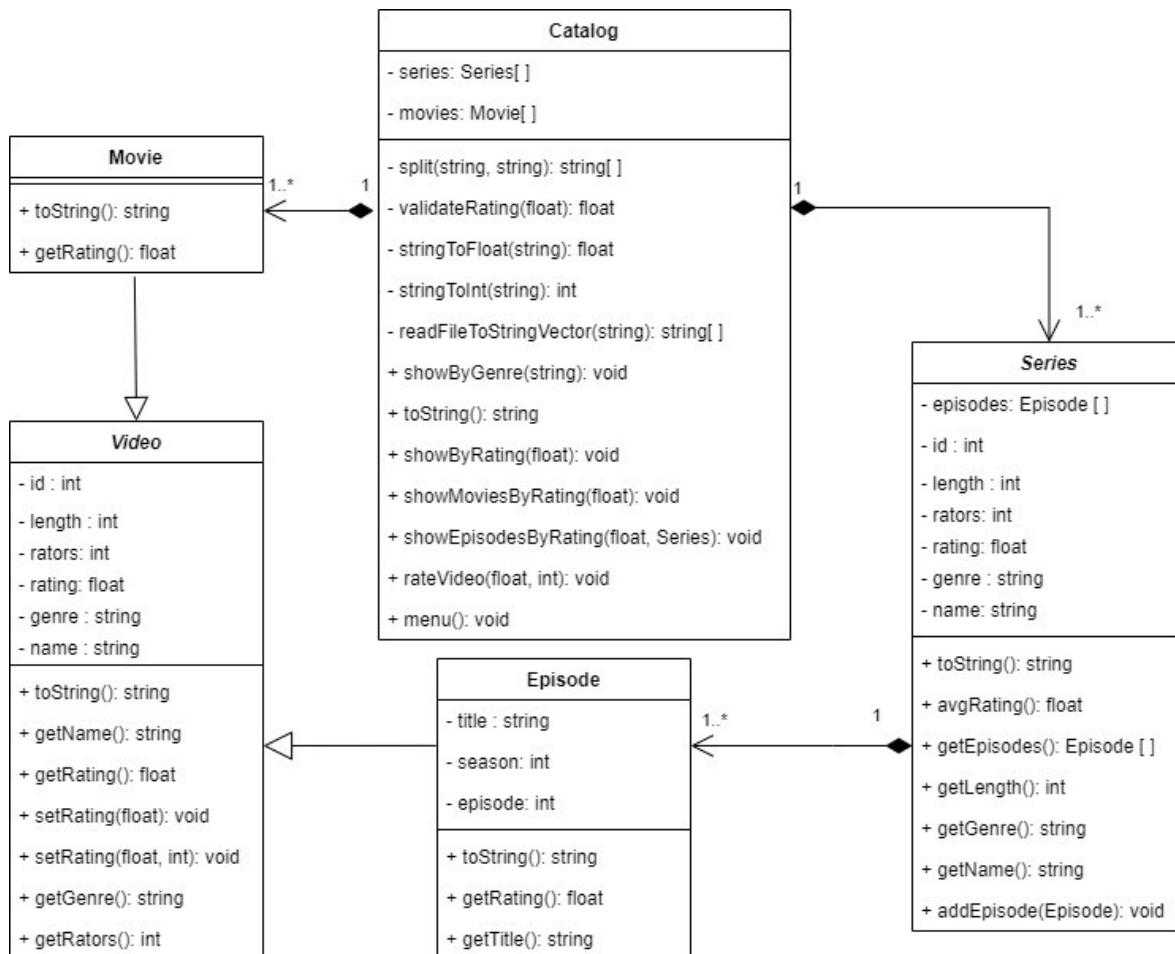 Catalog
- series: Series[ ]
- movies: Movie[ ]
- split(string, string): string[ ]
- validateRating(float): float
- stringToFloat(string): float
- stringToInt(string): int
- readFileToStringVector(string): string[ ]
+ showByGenre(string): void
+ toString(): string
+ showByRating(float): void
+ showMoviesByRating(float): void
+ showEpisodesByRating(float, Series): void
+ rateVideo(float, int): void
+ menu(): void
Movie
+ toString(): string
+ getRating(): float
1..*
1
1
1..*
Video
- id : int
- length : int
- rators: int
- rating: float
- genre : string
- name : string
+ toString(): string
+ getName(): string
+ getRating(): float
+ setRating(float): void
+ setRating(float, int): void
+ getGenre(): string
+ getRators(): int
Episode
- title : string
- season: int
- episode: int
+ toString(): string
+ getRating(): float
+ getTitle(): string
1..*
1
Series
- episodes: Episode [ ]
- id : int
- length : int
- rators: int
- rating: float
- genre : string
- name: string
+ toString(): string
+ avgRating(): float
+ getEpisodes(): Episode [ ]
+ getLength(): int
+ getGenre(): string
+ getName(): string
+ addEpisode(Episode): void